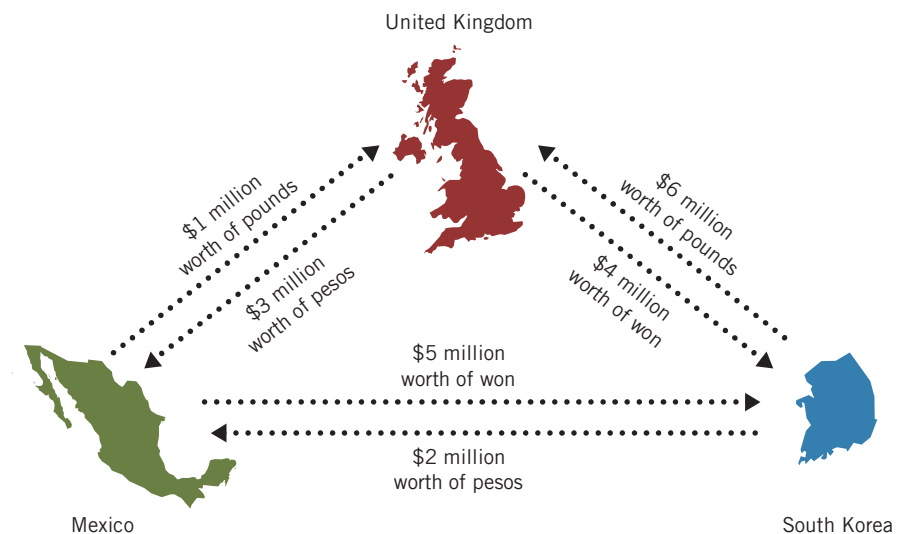 United Kingdom
$1 million
worth of pounds
$3 million
worth of pesos
$6 million
worth of pounds
$4 million
worth of won
$5 million
worth of won
$2 million
worth of pesos
Mexico
South Korea